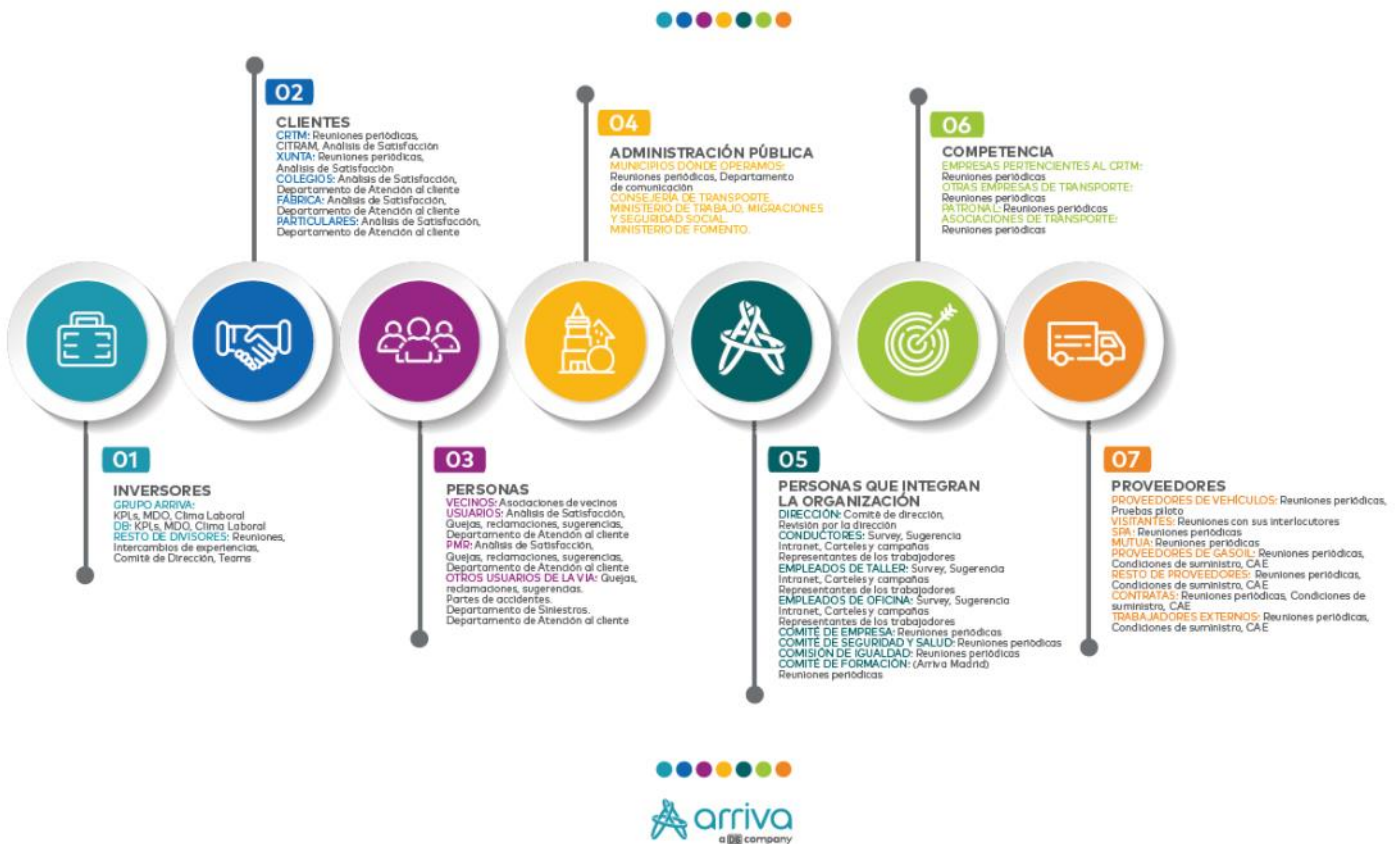 01
INVERSORES
GRUPO ARRIVA:
KPLs, MDO, Clima Laboral
DB: KPLs, MDO, Clima Laboral
RESTO DE DIVISORES: Reuniones,
Intercambios de experiencias,
Comité de Dirección, Teams
02
CLIENTES
CRTM: Reuniones periódicas,
CITRAM, Análisis de Satisfacción
XUNTA: Reuniones periódicas,
Análisis de Satisfacción
COLEGIOS: Análisis de Satisfacción,
Departamento de Atención al cliente
FÁBRICA: Análisis de Satisfacción,
Departamento de Atención al cliente
PARTICULARES: Análisis de Satisfacción,
Departamento de Atención al cliente
03
PERSONAS
VECINOS: Asociaciones de vecinos
USUARIOS: Análisis de Satisfacción,
Quejas, reclamaciones, sugerencias,
Departamento de Atención al cliente
PMR: Análisis de Satisfacción,
Quejas, reclamaciones, sugerencias,
Departamento de Atención al cliente
OTROS USUARIOS DE LA VIA: Quejas,
reclamaciones, sugerencias.
Partes de accidentes.
Departamento de Siniestros.
Departamento de Atención al cliente
04
ADMINISTRACIÓN PÚBLICA
MUNICIPIOS DONDE OPERAMOS:
Reuniones periódicas, Departamento
de comunicación
CONSEJERÍA DE TRANSPORTE.
MINISTERIO DE TRABAJO, MIGRACIONES
Y SEGURIDAD SOCIAL.
MINISTERIO DE FOMENTO.
05
PERSONAS QUE INTEGRAN
LA ORGANIZACIÓN
DIRECCIÓN: Comité de dirección,
Revisión por la dirección
CONDUCTORES: Survey, Sugerencia
Intranet, Carteles y campañas
Representantes de los trabajadores
EMPLEADOS DE TALLER: Survey, Sugerencia
Intranet, Carteles y campañas
Representantes de los trabajadores
EMPLEADOS DE OFICINA: Survey, Sugerencia
Intranet, Carteles y campañas
Representantes de los trabajadores
COMITÉ DE EMPRESA: Reuniones periódicas
COMITÉ DE SEGURIDAD Y SALUD: Reuniones periódicas
COMISIÓN DE IGUALDAD: Reuniones periódicas
COMITÉ DE FORMACIÓN: (Arriva Madrid)
Reuniones periódicas
06
COMPETENCIA
EMPRESAS PERTENCIENTES AL CRTM:
Reuniones periódicas
OTRAS EMPRESAS DE TRANSPORTE:
Reuniones periódicas
PATRONAL: Reuniones periódicas
ASOCIACIONES DE TRANSPORTE:
Reuniones periódicas
07
PROVEEDORES
PROVEEDORES DE VEHÍCULOS: Reuniones periódicas,
Pruebas piloto
VISITANTES: Reuniones con sus interlocutores
SPA: Reuniones periódicas
MUTUA: Reuniones periódicas
PROVEEDORES DE GASOIL: Reuniones periódicas,
Condiciones de suministro, CAE
RESTO DE PROVEEDORES: Reuniones periódicas,
Condiciones de suministro, CAE
CONTRATAS: Reuniones periódicas, Condiciones de
suministro, CAE
TRABAJADORES EXTERNOS: Reuniones periódicas,
Condiciones de suministro, CAE
arriva
a DB company